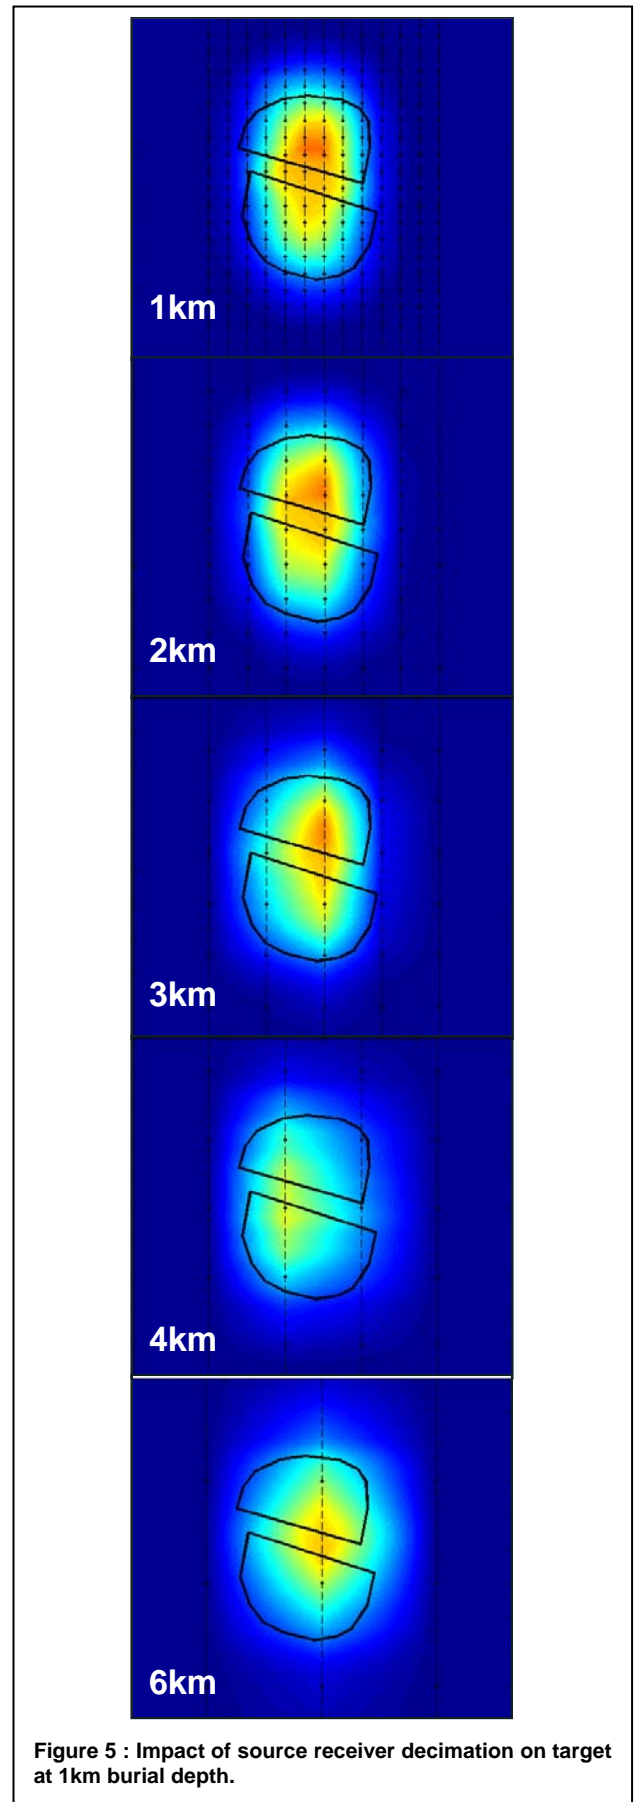 1km
2km
3km
4km
6km
Figure 5 : Impact of source receiver decimation on target
at 1km burial depth.